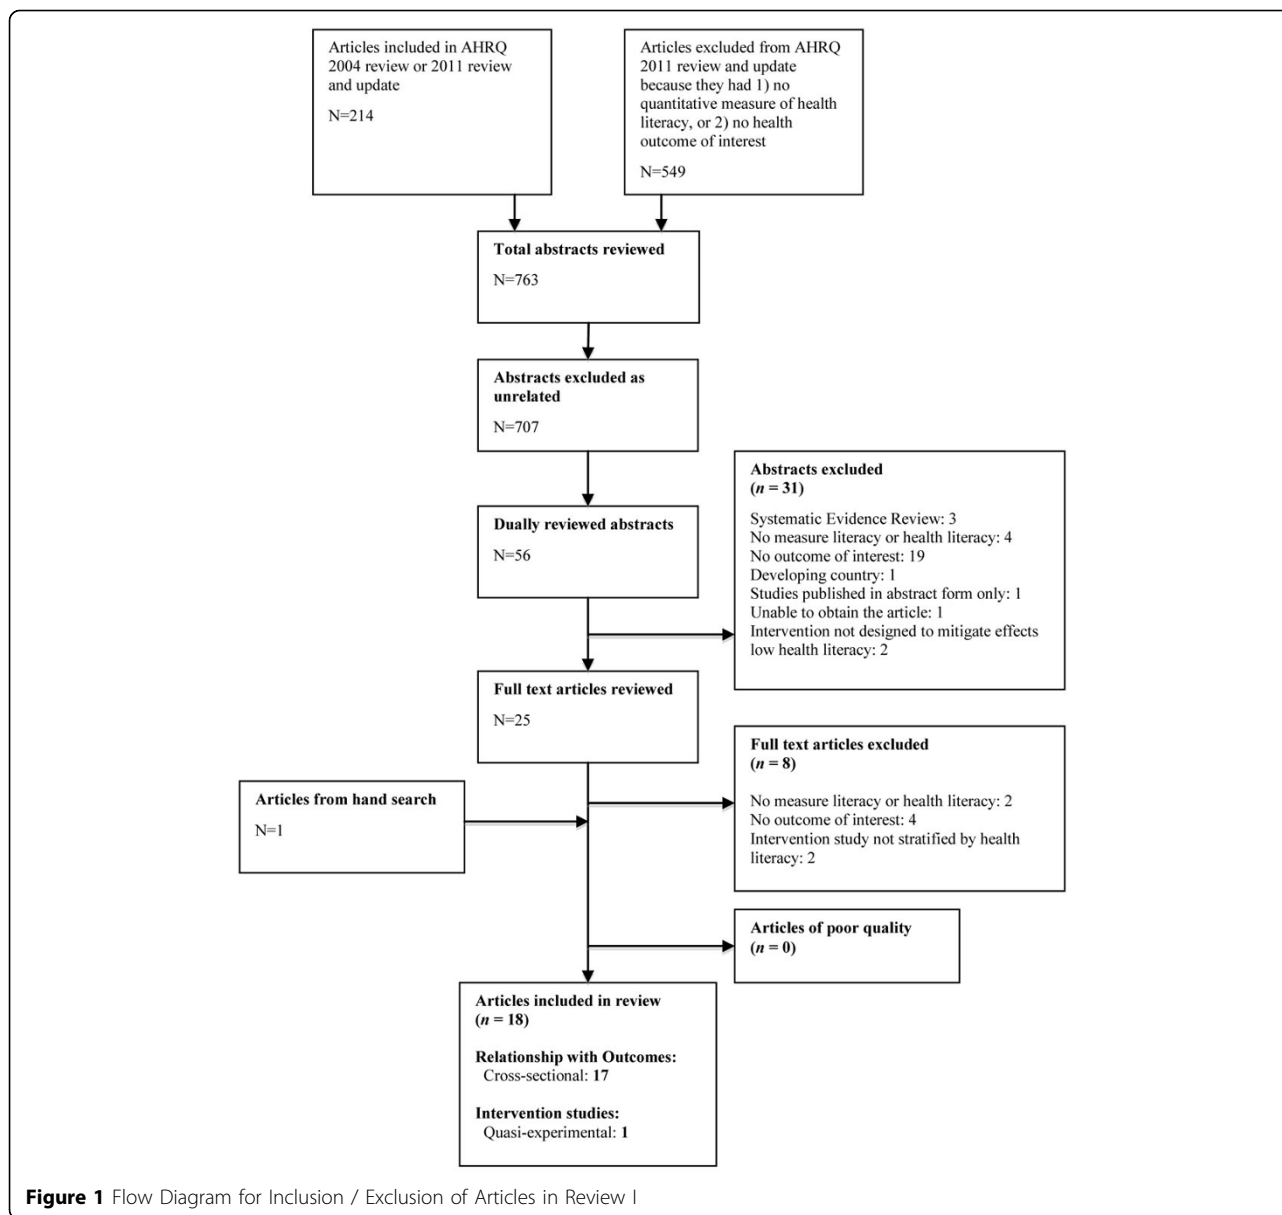 Articles included in AHRQ
2004 review or 2011 review
and update
N=214
Articles excluded from AHRQ
2011 review and update
because they had 1) no
quantitative measure of health
literacy, or 2) no health
outcome of interest
N=549
Total abstracts reviewed
N=763
Abstracts excluded as
unrelated
N=707
Dually reviewed abstracts
N=56
Abstracts excluded
(n = 31)
Systematic Evidence Review: 3
No measure literacy or health literacy: 4
No outcome of interest: 19
Developing country: 1
Studies published in abstract form only: 1
Unable to obtain the article: 1
Intervention not designed to mitigate effects
low health literacy: 2
Full text articles reviewed
N=25
Full text articles excluded
(n = 8)
No measure literacy or health literacy: 2
No outcome of interest: 4
Intervention study not stratified by health
literacy: 2
Articles from hand search
N=1
Articles of poor quality
(n = 0)
Articles included in review
(n = 18)
Relationship with Outcomes:
Cross-sectional: 17
Intervention studies:
Quasi-experimental: 1
Figure 1 Flow Diagram for Inclusion / Exclusion of Articles in Review I